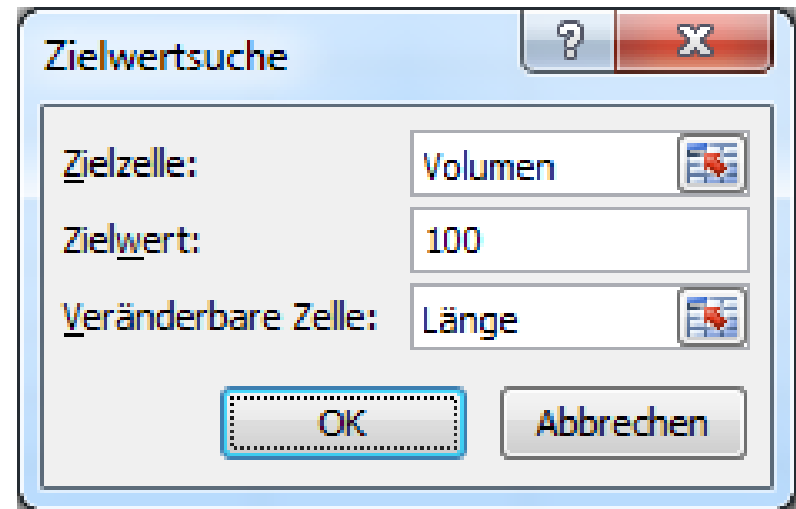 Zielwertsuche
Zielzelle: Volumen
Zielwert: 100
Veränderbare Zelle: Länge
OK Abbrechen